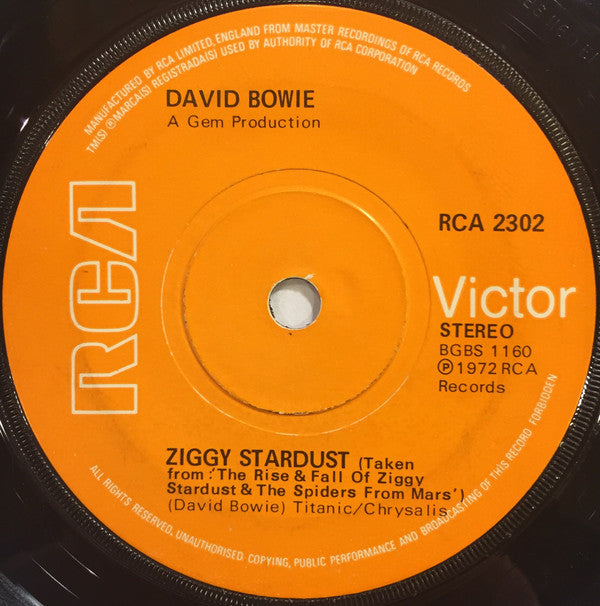 MANUFACTURED BY RCA LIMITED, ENGLAND FROM MASTER RECORDINGS OF RCA RECORDS
TM(S) ® MARCA(S) REGISTRADA(S) USED BY AUTHORITY OF RCA CORPORATION
DAVID BOWIE
A Gem Production
RCA
RCA 2302
Victor
STEREO
BGBS 1160
Ⓟ 1972 RCA
Records
ZIGGY STARDUST (Taken
from:'The Rise & Fall Of Ziggy
Stardust & The Spiders From Mars')
(David Bowie) Titanic/Chrysalis
ALL RIGHTS RESERVED. UNAUTHORISED COPYING, PUBLIC PERFORMANCE AND BROADCASTING OF THIS RECORD FORBIDDEN